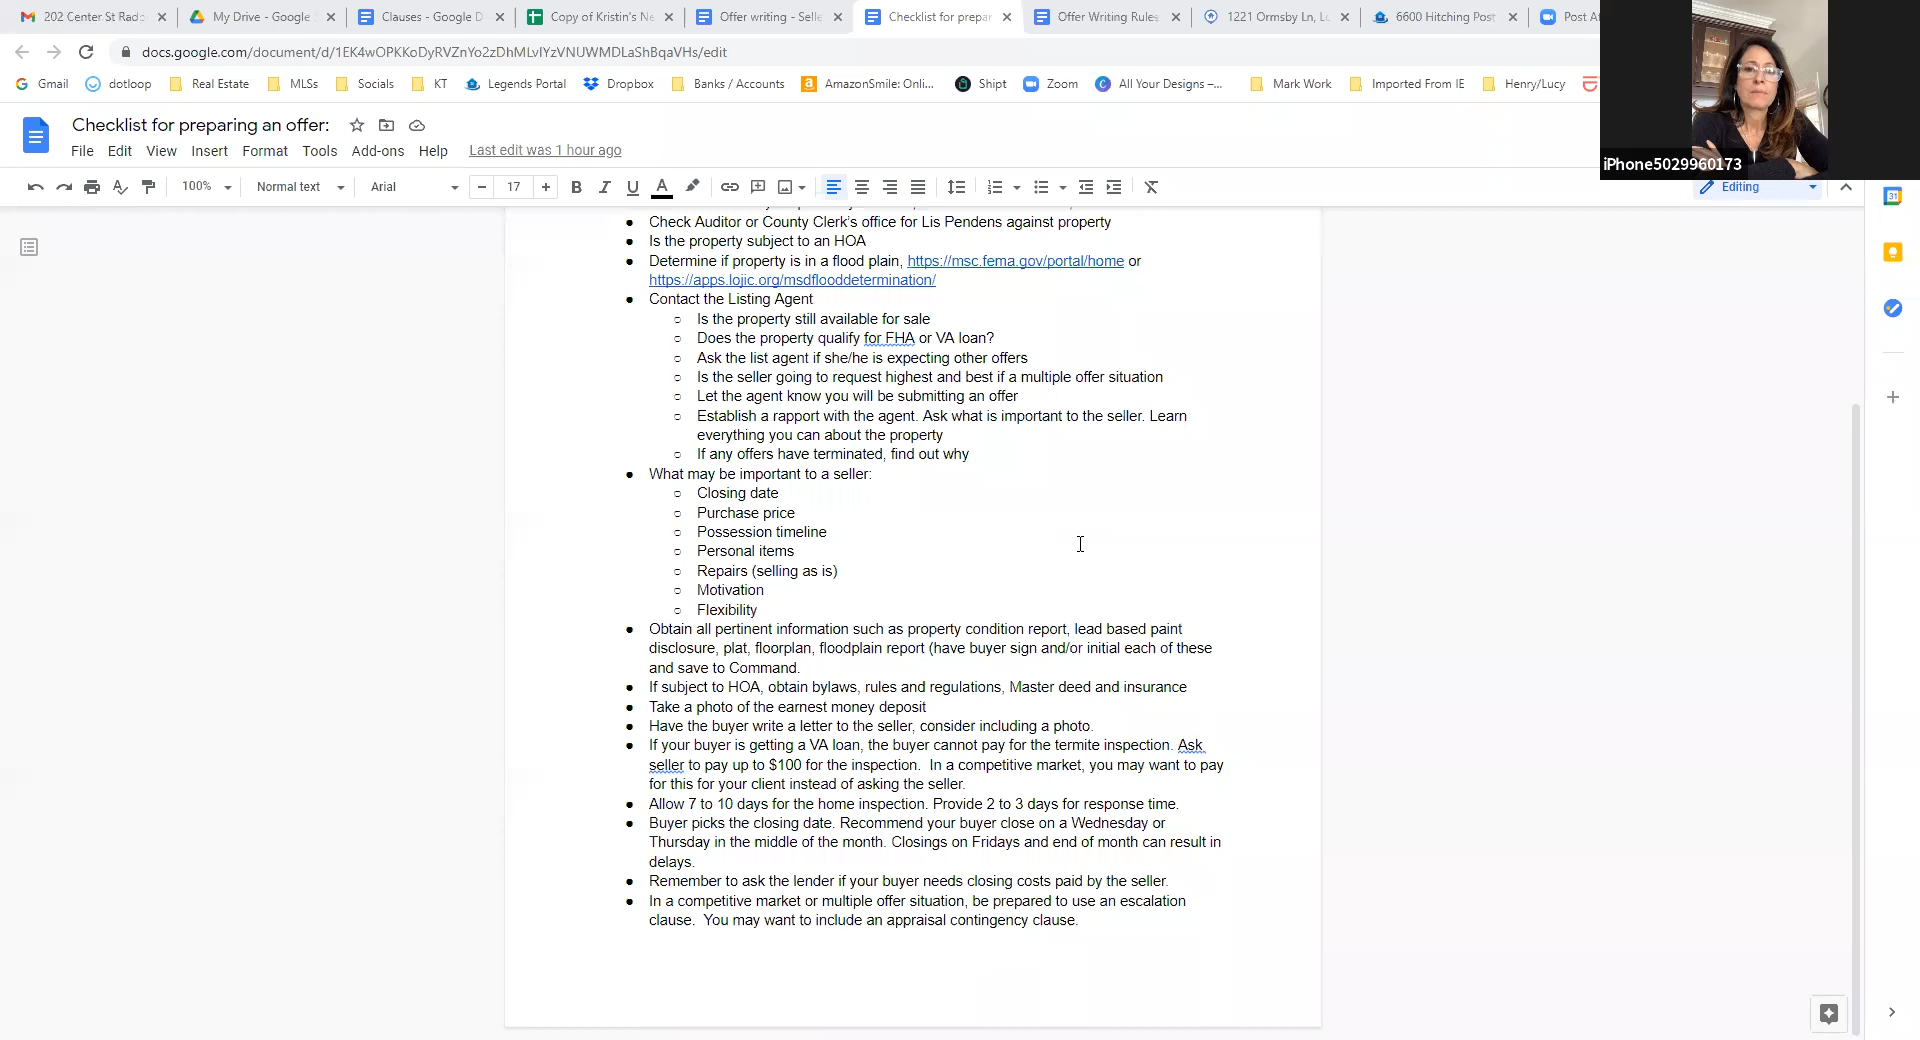 202 Center St Radc
My Drive - Google
Clauses - Google D
Copy of Kristin's Ne
Offer writing - Selle
Checklist for prepar
Offer Writing Rules
1221 Ormsby Ln, Lo
6600 Hitching Post
Post At
docs.google.com/document/d/1EK4wOPKKoDyRVZnYo2zDhMLvIYzVNUWMDLaShBqaVHs/edit
Gmail dotloop Real Estate MLSs Socials KT Legends Portal Dropbox Banks / Accounts AmazonSmile: Onli... Shipt Zoom All Your Designs –... Mark Work Imported From IE Henry/Lucy
iPhone5029960173
Checklist for preparing an offer:
File Edit View Insert Format Tools Add-ons Help Last edit was 1 hour ago
100% Normal text Arial 17 B I U A Editing
Check Auditor or County Clerk's office for Lis Pendens against property
Is the property subject to an HOA
Determine if property is in a flood plain, https://msc.fema.gov/portal/home or
https://apps.lojic.org/msdflooddetermination/
Contact the Listing Agent
Is the property still available for sale
Does the property qualify for FHA or VA loan?
Ask the list agent if she/he is expecting other offers
Is the seller going to request highest and best if a multiple offer situation
Let the agent know you will be submitting an offer
Establish a rapport with the agent. Ask what is important to the seller. Learn
everything you can about the property
If any offers have terminated, find out why
What may be important to a seller:
Closing date
Purchase price
Possession timeline
Personal items
Repairs (selling as is)
Motivation
Flexibility
Obtain all pertinent information such as property condition report, lead based paint
disclosure, plat, floorplan, floodplain report (have buyer sign and/or initial each of these
and save to Command.
If subject to HOA, obtain bylaws, rules and regulations, Master deed and insurance
Take a photo of the earnest money deposit
Have the buyer write a letter to the seller, consider including a photo.
If your buyer is getting a VA loan, the buyer cannot pay for the termite inspection. Ask
seller to pay up to $100 for the inspection. In a competitive market, you may want to pay
for this for your client instead of asking the seller.
Allow 7 to 10 days for the home inspection. Provide 2 to 3 days for response time.
Buyer picks the closing date. Recommend your buyer close on a Wednesday or
Thursday in the middle of the month. Closings on Fridays and end of month can result in
delays.
Remember to ask the lender if your buyer needs closing costs paid by the seller.
In a competitive market or multiple offer situation, be prepared to use an escalation
clause. You may want to include an appraisal contingency clause.